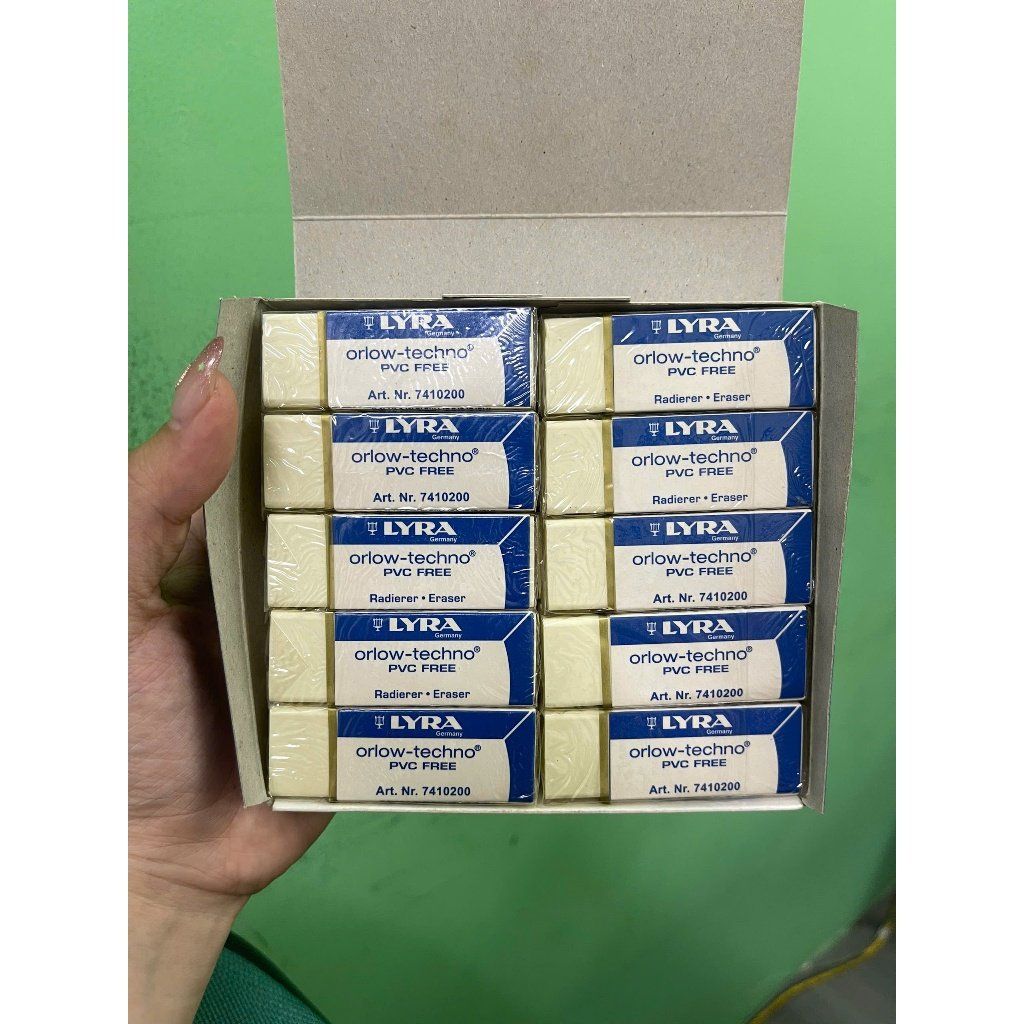 LYRA
Germany
orlow-techno®
PVC FREE
Art. Nr. 7410200
LYRA
Germany
orlow-techno®
PVC FREE
Radierer • Eraser
LYRA
Germany
orlow-techno®
PVC FREE
Art. Nr. 7410200
LYRA
Germany
orlow-techno®
PVC FREE
Radierer • Eraser
LYRA
Germany
orlow-techno®
PVC FREE
Radierer • Eraser
LYRA
Germany
orlow-techno®
PVC FREE
Art. Nr. 7410200
LYRA
Germany
orlow-techno®
PVC FREE
Radierer • Eraser
LYRA
Germany
orlow-techno®
PVC FREE
Art. Nr. 7410200
LYRA
Germany
orlow-techno®
PVC FREE
Art. Nr. 7410200
LYRA
Germany
orlow-techno®
PVC FREE
Art. Nr. 7410200